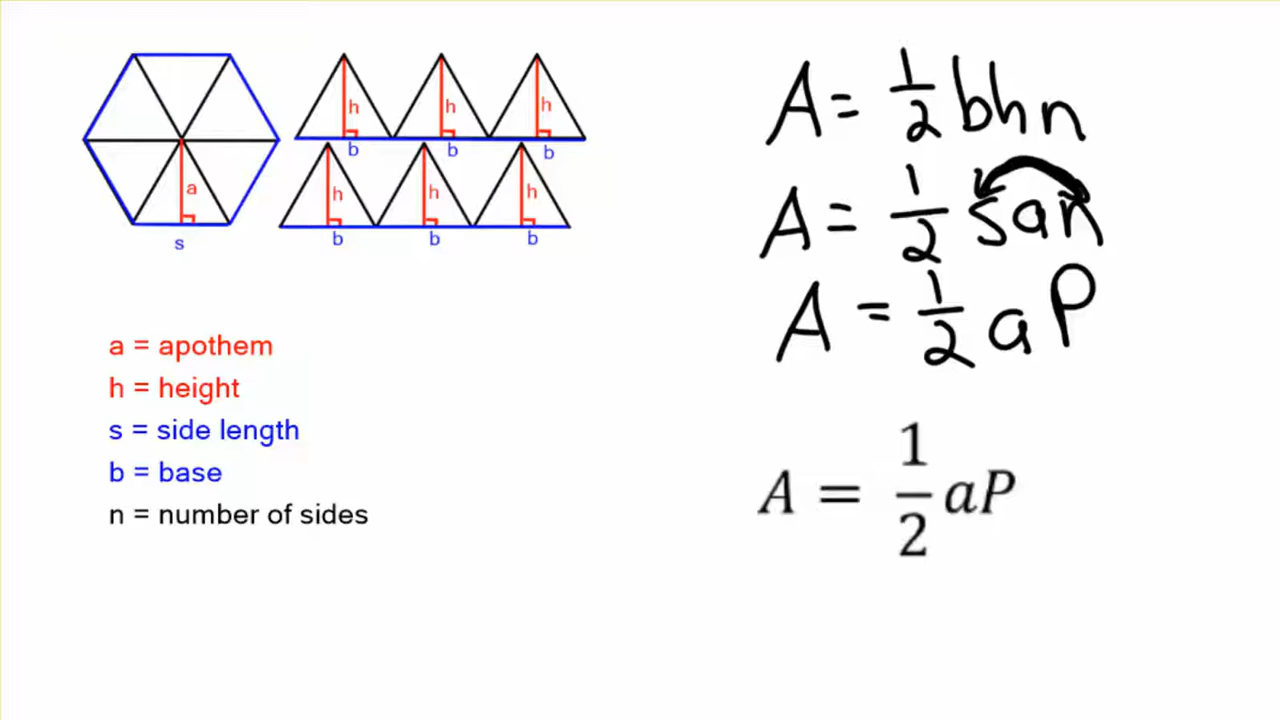 a
s
h h h
b b b
h h h
b b b
a = apothem
h = height
s = side length
b = base
n = number of sides
A = 1/2 bhn
A = 1/2 san
A = 1/2 aP
A = 1/2 aP